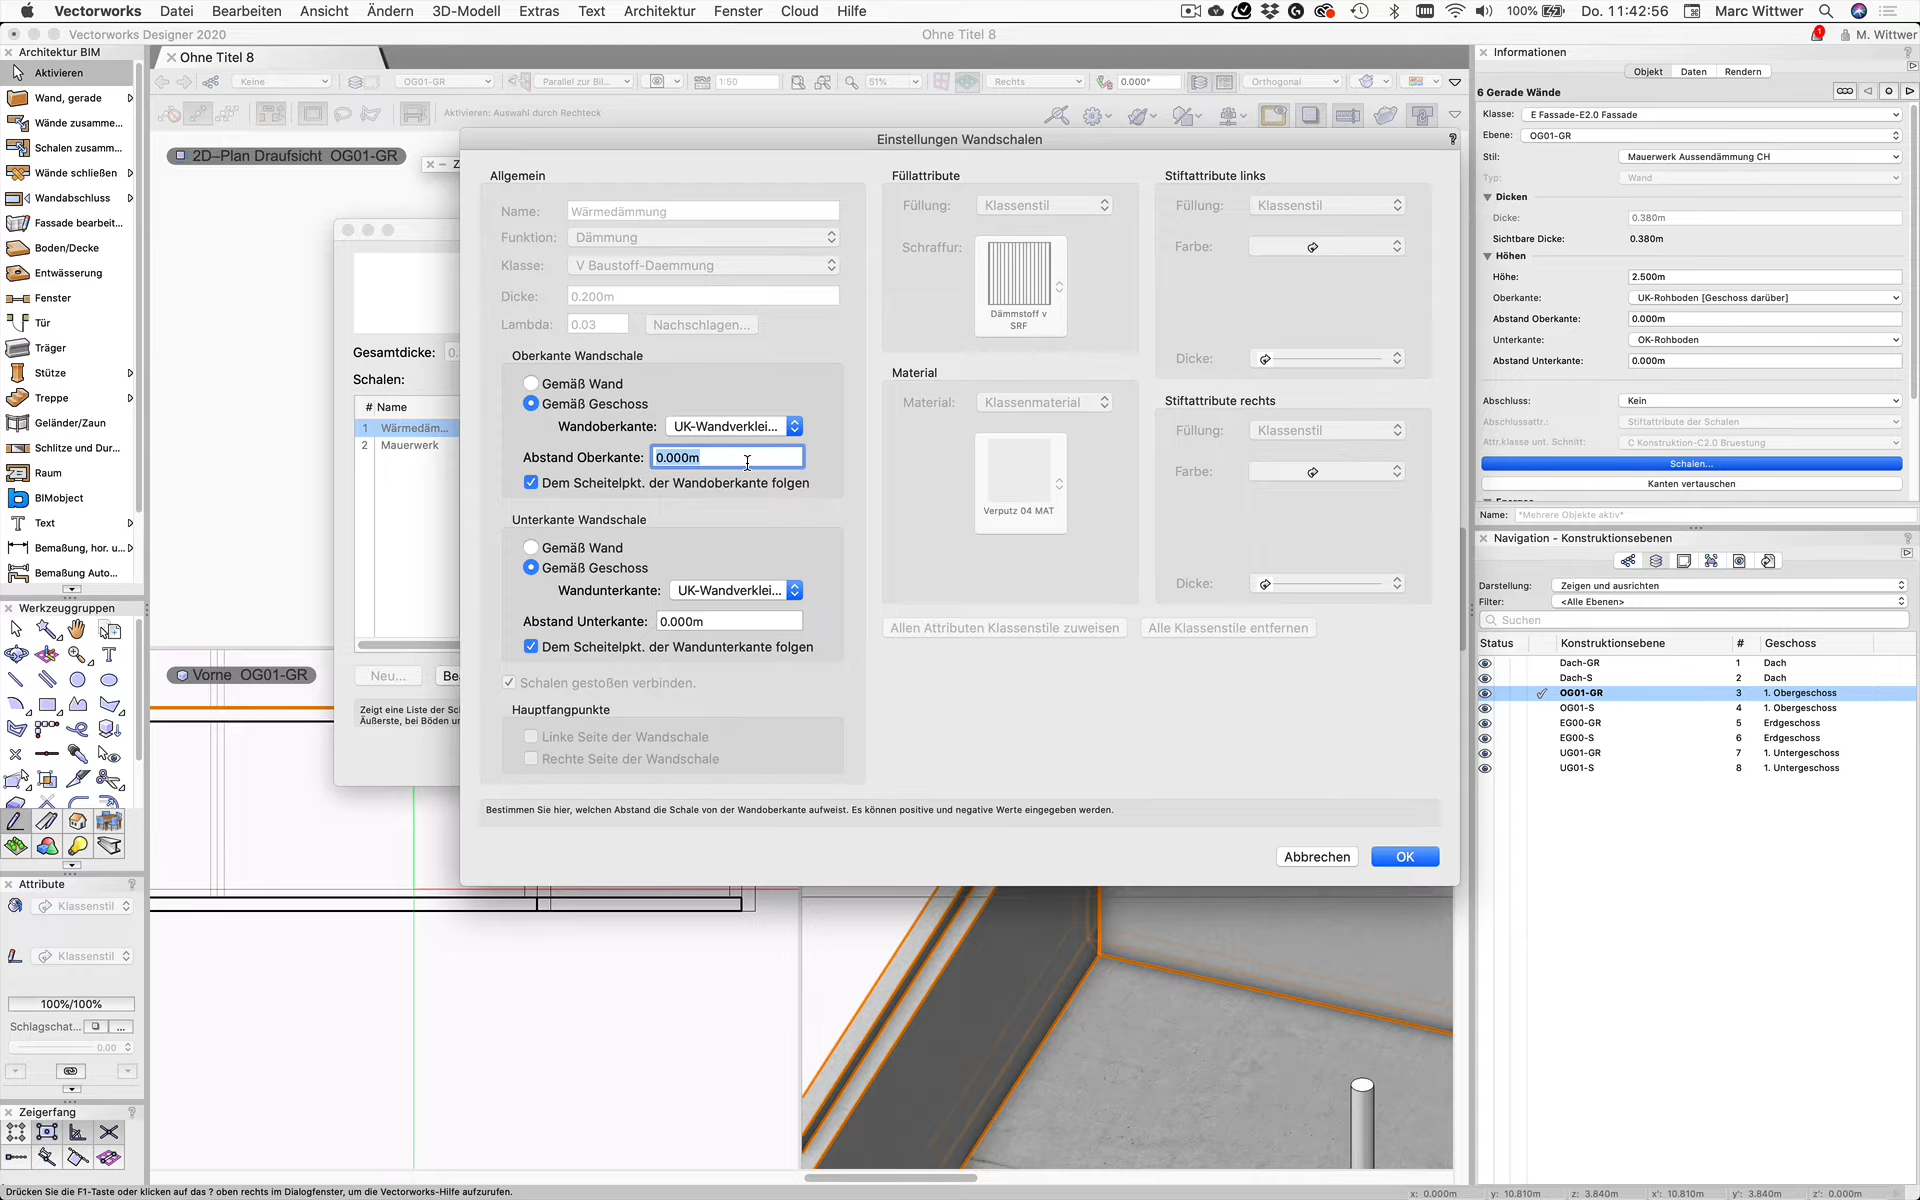 Vectorworks Datei Bearbeiten Ansicht Ändern 3D-Modell Extras Text Architektur Fenster Cloud Hilfe 100% Do. 11:42:56 Marc Wittwer
Vectorworks Designer 2020 Ohne Titel 8 M. Wittwer
Architektur BIM
Aktivieren
Wand, gerade
Wände zusamme...
Schalen zusamm...
Wände schließen
Wandabschluss
Fassade bearbeit...
Boden/Decke
Entwässerung
Fenster
Tür
Träger
Stütze
Treppe
Geländer/Zaun
Schlitze und Dur...
Raum
BIMobject
Text
Bemaßung, hor. u...
Bemaßung Auto...
Werkzeuggruppen
Attribute
Klassenstil
Klassenstil
100%/100%
Schlagschat...
0.00
Zeigerfang
Ohne Titel 8
Keine OG01-GR Parallel zur Bil... 1:50 51% Rechts 0.000° Orthogonal
Aktivieren: Auswahl durch Rechteck
2D–Plan Draufsicht OG01-GR
Vorne OG01-GR
Gesamtdicke: 0.
Schalen:
# Name
1 Wärmedäm...
2 Mauerwerk
Neu... Bea
Zeigt eine Liste der Sch
Äußerste, bei Böden un
Einstellungen Wandschalen
Allgemein
Name: Wärmedämmung
Funktion: Dämmung
Klasse: V Baustoff-Daemmung
Dicke: 0.200m
Lambda: 0.03 Nachschlagen...
Oberkante Wandschale
Gemäß Wand
Gemäß Geschoss
Wandoberkante: UK-Wandverklei...
Abstand Oberkante: 0.000m
Dem Scheitelpkt. der Wandoberkante folgen
Unterkante Wandschale
Gemäß Wand
Gemäß Geschoss
Wandunterkante: UK-Wandverklei...
Abstand Unterkante: 0.000m
Dem Scheitelpkt. der Wandunterkante folgen
Schalen gestoßen verbinden.
Hauptfangpunkte
Linke Seite der Wandschale
Rechte Seite der Wandschale
Füllattribute
Füllung: Klassenstil
Schraffur:
Dämmstoff v
SRF
Material
Material: Klassenmaterial
Verputz 04 MAT
Allen Attributen Klassenstile zuweisen Alle Klassenstile entfernen
Stiftattribute links
Füllung: Klassenstil
Farbe:
Dicke:
Stiftattribute rechts
Füllung: Klassenstil
Farbe:
Dicke:
Bestimmen Sie hier, welchen Abstand die Schale von der Wandoberkante aufweist. Es können positive und negative Werte eingegeben werden.
Abbrechen OK
Informationen
Objekt Daten Rendern
6 Gerade Wände
Klasse: E Fassade-E2.0 Fassade
Ebene: OG01-GR
Stil: Mauerwerk Aussendämmung CH
Typ: Wand
Dicken
Dicke: 0.380m
Sichtbare Dicke: 0.380m
Höhen
Höhe: 2.500m
Oberkante: UK-Rohboden [Geschoss darüber]
Abstand Oberkante: 0.000m
Unterkante: OK-Rohboden
Abstand Unterkante: 0.000m
Abschluss: Kein
Abschlussattr.: Stiftattribute der Schalen
Attr.klasse unt. Schnitt: C Konstruktion-C2.0 Bruestung
Schalen...
Kanten vertauschen
Name: *Mehrere Objekte aktiv*
Navigation - Konstruktionsebenen
Darstellung: Zeigen und ausrichten
Filter: <Alle Ebenen>
Suchen
Status Konstruktionsebene # Geschoss
Dach-GR 1 Dach
Dach-S 2 Dach
OG01-GR 3 1. Obergeschoss
OG01-S 4 1. Obergeschoss
EG00-GR 5 Erdgeschoss
EG00-S 6 Erdgeschoss
UG01-GR 7 1. Untergeschoss
UG01-S 8 1. Untergeschoss
Drücken Sie die F1-Taste oder klicken auf das ? oben rechts im Dialogfenster, um die Vectorworks-Hilfe aufzurufen.
x: 0.000m y: 10.810m z: 3.840m x': 10.810m y': 3.840m z': 0.000m